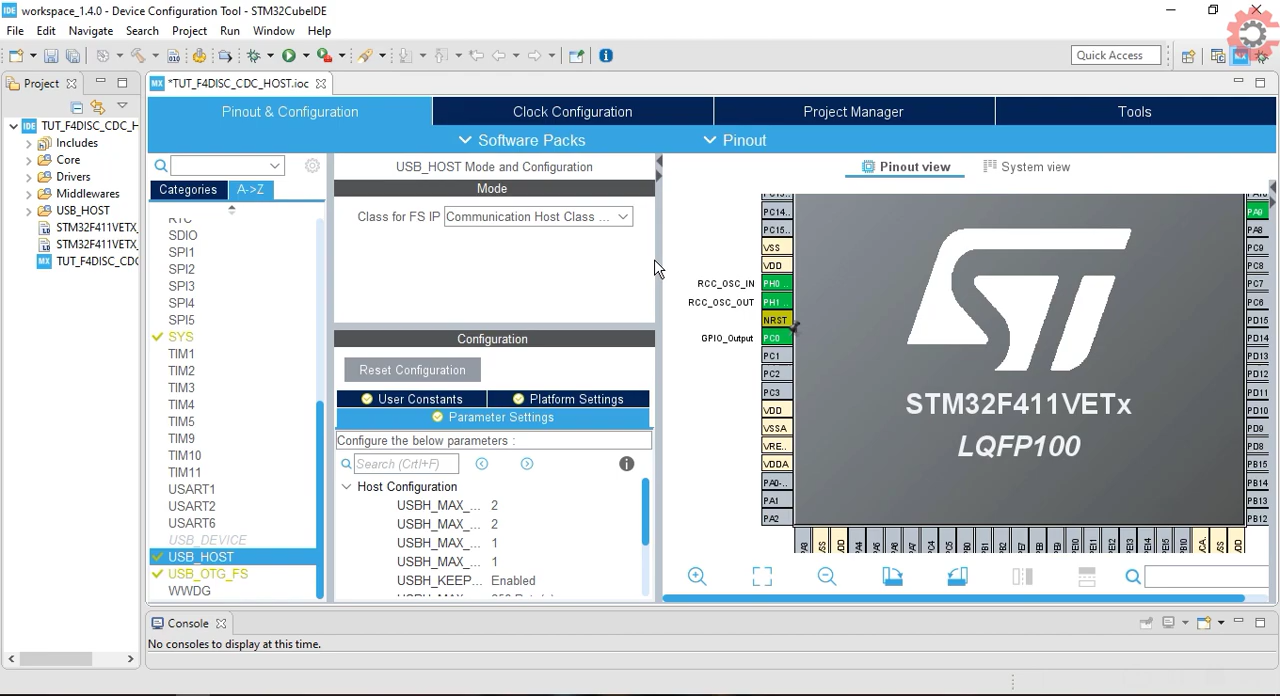 workspace_1.4.0 - Device Configuration Tool - STM32CubeIDE
File Edit Navigate Search Project Run Window Help
Quick Access
Project
*TUT_F4DISC_CDC_HOST.ioc
Pinout & Configuration Clock Configuration Project Manager Tools
Software Packs Pinout
TUT_F4DISC_CDC_H
Includes
Core
Drivers
Middlewares
USB_HOST
STM32F411VETX_
STM32F411VETX_
TUT_F4DISC_CDC
Categories A->Z
RTC
SDIO
SPI1
SPI2
SPI3
SPI4
SPI5
SYS
TIM1
TIM2
TIM3
TIM4
TIM5
TIM9
TIM10
TIM11
USART1
USART2
USART6
USB_DEVICE
USB_HOST
USB_OTG_FS
WWDG
USB_HOST Mode and Configuration
Mode
Class for FS IP Communication Host Class ...
Configuration
Reset Configuration
User Constants Platform Settings
Parameter Settings
Configure the below parameters :
Search (Crtl+F)
Host Configuration
USBH_MAX_... 2
USBH_MAX_... 2
USBH_MAX_... 1
USBH_MAX_... 1
USBH_KEEP... Enabled
Pinout view System view
PC14..
PC15..
VSS
VDD
RCC_OSC_IN PH0 ..
RCC_OSC_OUT PH1 ..
NRST
GPIO_Output PC0
PC1
PC2
PC3
VDD
VSSA
VRE..
VDDA
PA0-..
PA1
PA2
STM32F411VETx
LQFP100
PA9
PA8
PC9
PC8
PC7
PC6
PD15
PD14
PD13
PD12
PD11
PD10
PD9
PD8
PB15
PB14
PB13
PB12
Console
No consoles to display at this time.